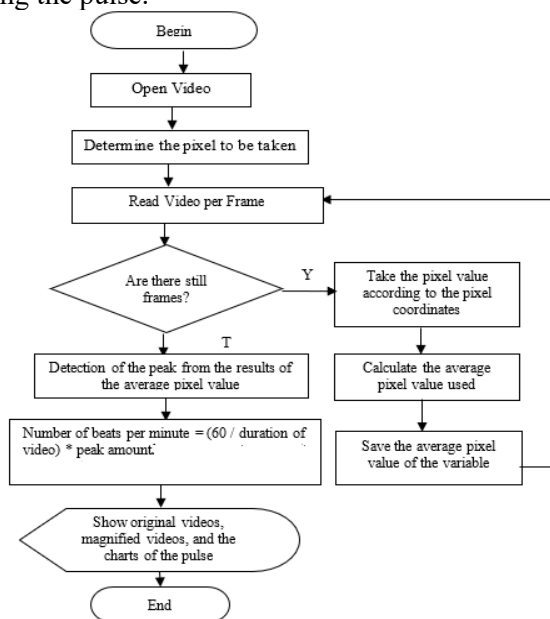 ng the pulse.
Begin
Open Video
Determine the pixel to be taken
Read Video per Frame
Are there still
frames?
Y
Take the pixel value
according to the pixel
coordinates
T
Calculate the average
pixel value used
Save the average pixel
value of the variable
Detection of the peak from the results of
the average pixel value
Number of beats per minute = (60 / duration of
video) * peak amount.
Show original videos,
magnified videos, and the
charts of the pulse
End